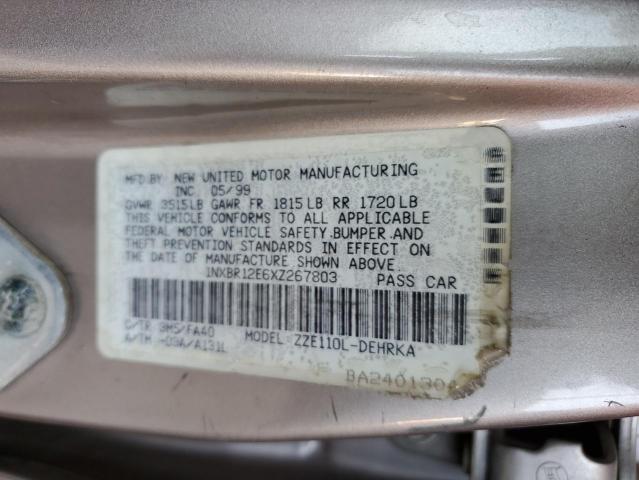 MFD. BY: NEW UNITED MOTOR MANUFACTURING
INC 05/99
GVWR 3515LB GAWR FR 1815LB RR 1720LB
THIS VEHICLE CONFORMS TO ALL APPLICABLE
FEDERAL MOTOR VEHICLE SAFETY, BUMPER, AND
THEFT PREVENTION STANDARDS IN EFFECT ON
THE DATE OF MANUFACTURE SHOWN ABOVE.
1NXBR12E6XZ267803 PASS CAR
C/TR 3M5/FA40 MODEL: ZZE110L-DEHRKA
A/TM -03A/A131L
BA2401304